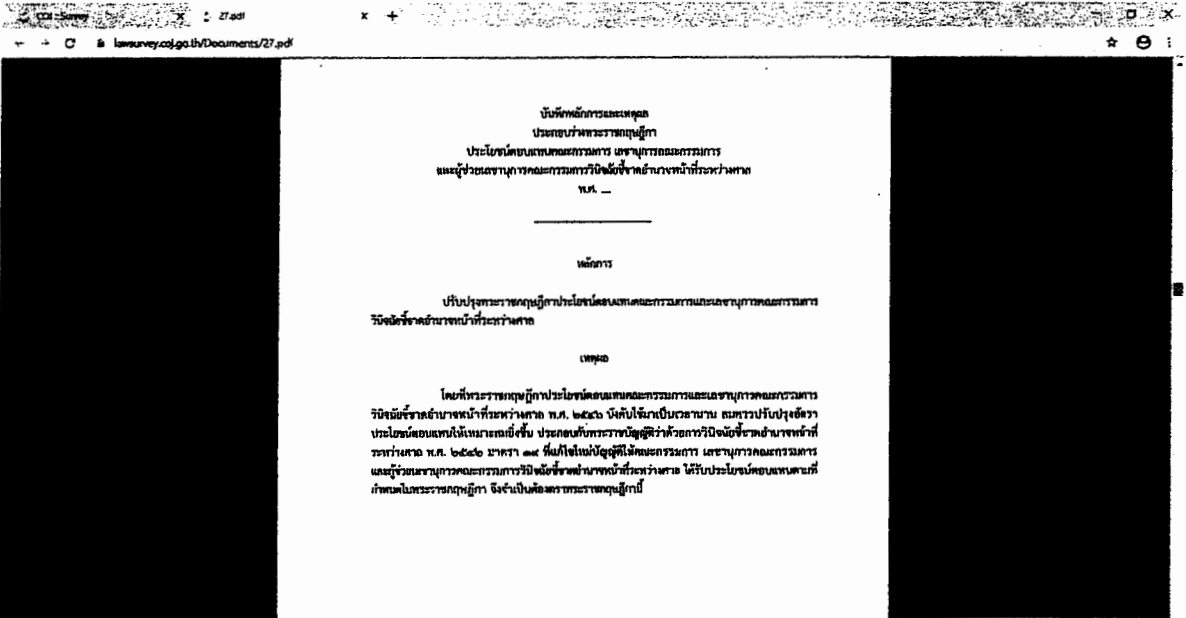 COJ - Survey × 27.pdf × +
lawsurvey.coj.go.th/Documents/27.pdf
บันทึกหลักการและเหตุผล
ประกอบร่างพระราชกฤษฎีกา
ประโยชน์ตอบแทนคณะกรรมการ เลขานุการคณะกรรมการ
และผู้ช่วยเลขานุการคณะกรรมการวินิจฉัยชี้ขาดอำนาจหน้าที่ระหว่างศาล
พ.ศ. ....
หลักการ
ปรับปรุงพระราชกฤษฎีกาประโยชน์ตอบแทนคณะกรรมการและเลขานุการคณะกรรมการ
วินิจฉัยชี้ขาดอำนาจหน้าที่ระหว่างศาล
เหตุผล
โดยที่พระราชกฤษฎีกาประโยชน์ตอบแทนคณะกรรมการและเลขานุการคณะกรรมการ
วินิจฉัยชี้ขาดอำนาจหน้าที่ระหว่างศาล พ.ศ. ๒๕๔๖ บังคับใช้มาเป็นเวลานาน สมควรปรับปรุงอัตรา
ประโยชน์ตอบแทนให้เหมาะสมยิ่งขึ้น ประกอบกับพระราชบัญญัติว่าด้วยการวินิจฉัยชี้ขาดอำนาจหน้าที่
ระหว่างศาล พ.ศ. ๒๕๔๒ มาตรา ๑๙ ที่แก้ไขใหม่บัญญัติให้คณะกรรมการ เลขานุการคณะกรรมการ
และผู้ช่วยเลขานุการคณะกรรมการวินิจฉัยชี้ขาดอำนาจหน้าที่ระหว่างศาล ได้รับประโยชน์ตอบแทนตามที่
กำหนดในพระราชกฤษฎีกา จึงจำเป็นต้องตราพระราชกฤษฎีกานี้